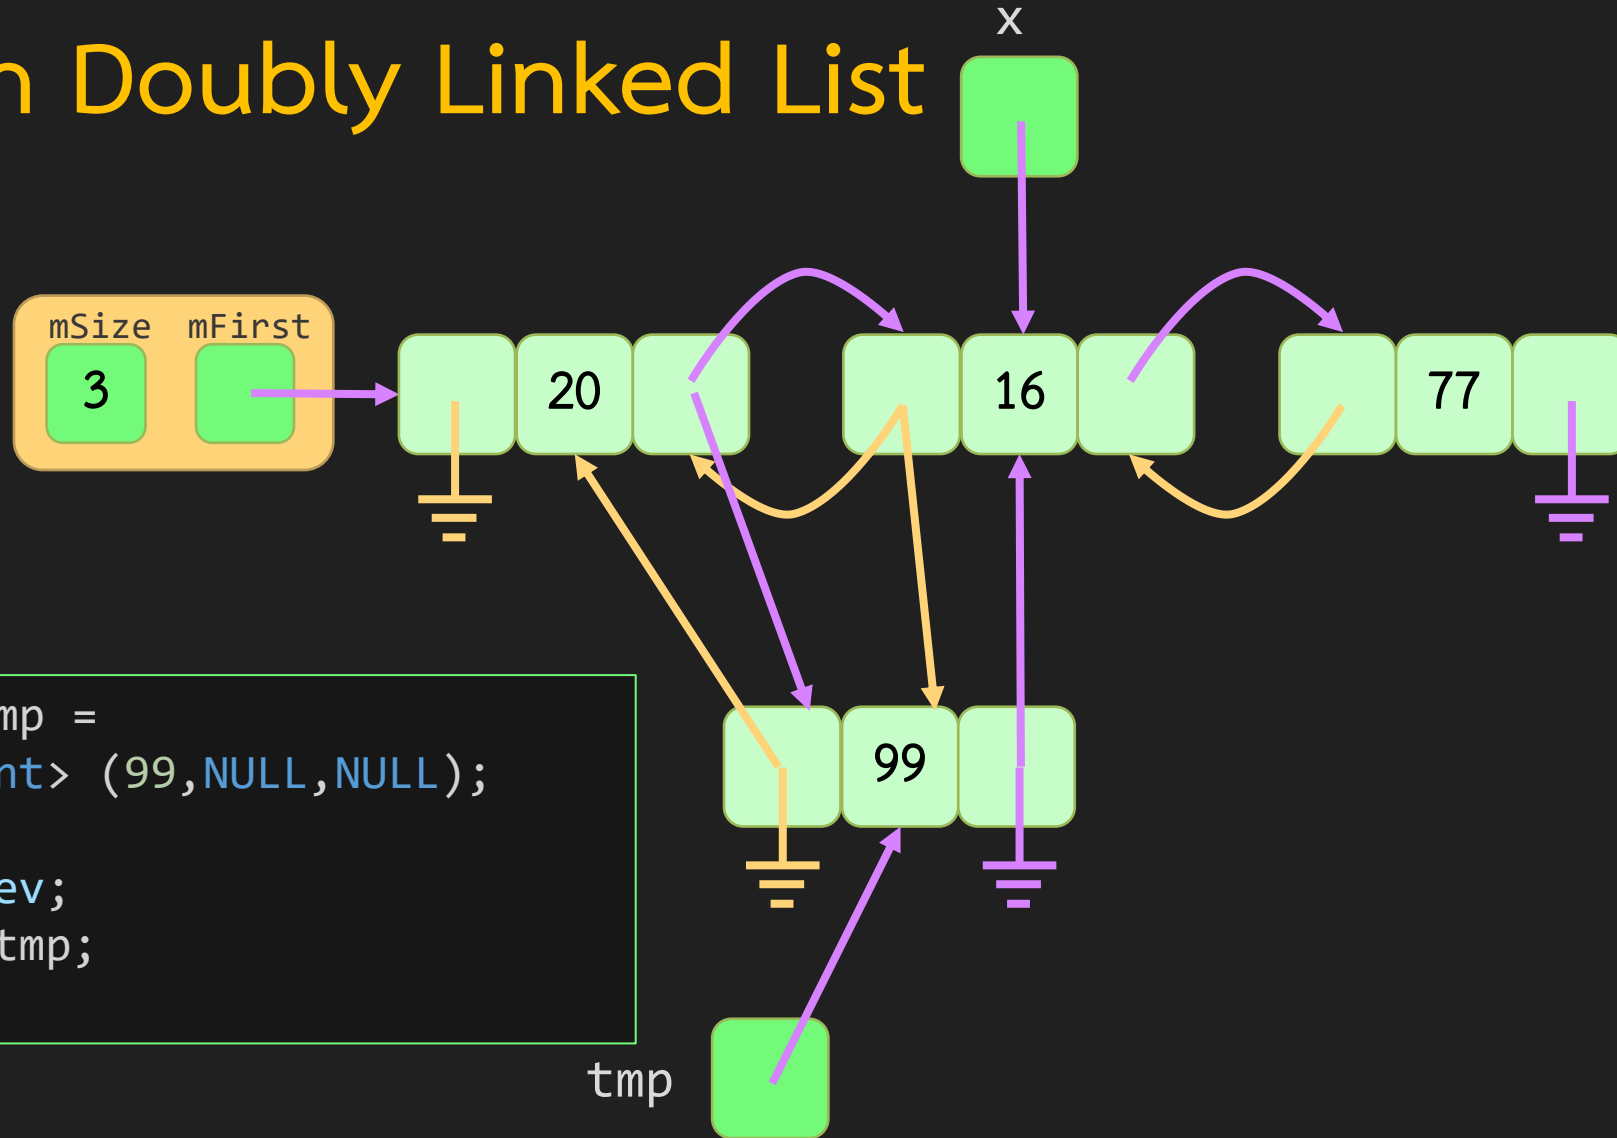 x
n Doubly Linked List
mSize mFirst
3
20 16 77
mp =
nt> (99,NULL,NULL);
99
ev;
tmp;
tmp